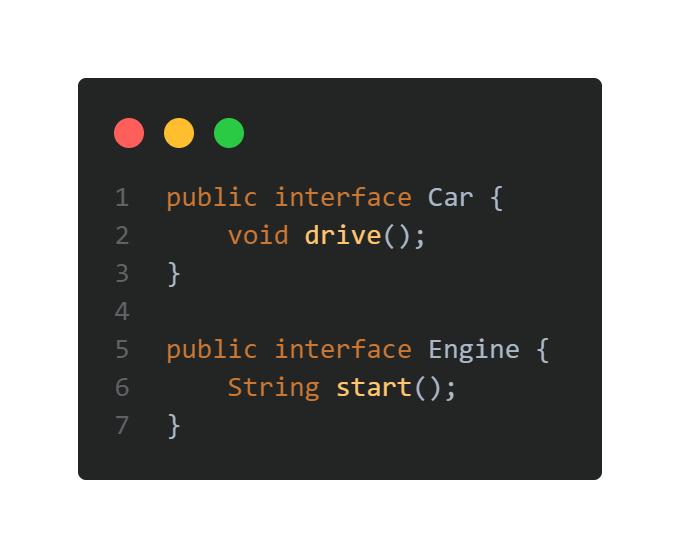 1 public interface Car {
2     void drive();
3 }
4
5 public interface Engine {
6     String start();
7 }